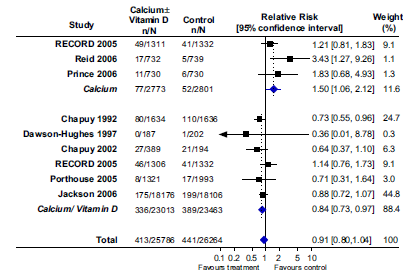 Calcium± Control Relative Risk Weight
Vitamin D n/N [95% confidence interval] (%)
n/N
RECORD 2005 49/1311 41/1332 1.21 [0.81, 1.83] 9.1
Reid 2006 17/732 5/739 3.43 [1.27, 9.26] 1.1
Prince 2006 11/730 6/730 1.83 [0.68, 4.93] 1.3
Calcium 77/2773 52/2801 1.50 [1.06, 2.12] 11.6
Chapuy 1992 80/1634 110/1636 0.73 [0.55, 0.96] 24.7
Dawson-Hughes 1997 0/187 1/202 0.36 [0.01, 8.78] 0.3
Chapuy 2002 27/389 21/194 0.64 [0.37, 1.10] 6.3
RECORD 2005 46/1306 41/1332 1.14 [0.76, 1.73] 9.1
Porthouse 2005 8/1321 17/1993 0.71 [0.31, 1.64] 3.0
Jackson 2006 175/18176 199/18106 0.88 [0.72, 1.07] 44.8
Calcium/ Vitamin D 336/23013 389/23463 0.84 [0.73, 0.97] 88.4
Total 413/25786 441/26264 0.91 [0.80,1.04] 100
0.1 0.2 0.5 1 2 5 10
Favours treatment Favours control